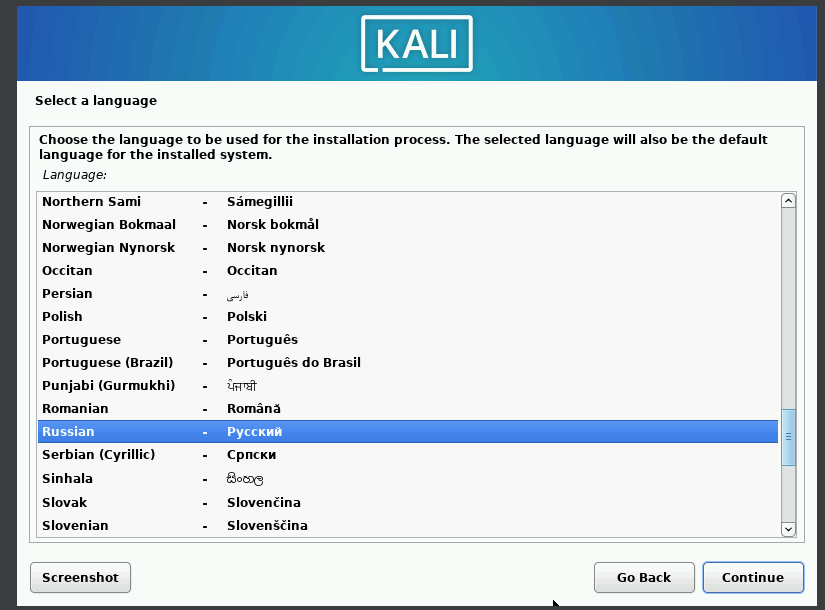 KALI
Select a language
Choose the language to be used for the installation process. The selected language will also be the default
language for the installed system.
Language:
Northern Sami - Sámegillii
Norwegian Bokmaal - Norsk bokmål
Norwegian Nynorsk - Norsk nynorsk
Occitan - Occitan
Persian - فارسی
Polish - Polski
Portuguese - Português
Portuguese (Brazil) - Português do Brasil
Punjabi (Gurmukhi) - ਪੰਜਾਬੀ
Romanian - Română
Russian - Русский
Serbian (Cyrillic) - Српски
Sinhala - සිංහල
Slovak - Slovenčina
Slovenian - Slovenščina
Screenshot Go Back Continue